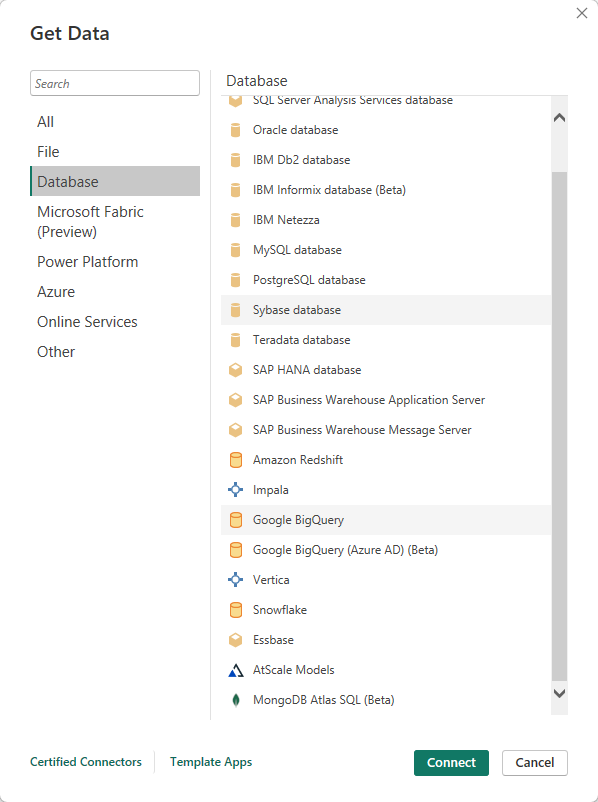 Get Data
Search
All
File
Database
Microsoft Fabric
(Preview)
Power Platform
Azure
Online Services
Other
Database
SQL Server Analysis Services database
Oracle database
IBM Db2 database
IBM Informix database (Beta)
IBM Netezza
MySQL database
PostgreSQL database
Sybase database
Teradata database
SAP HANA database
SAP Business Warehouse Application Server
SAP Business Warehouse Message Server
Amazon Redshift
Impala
Google BigQuery
Google BigQuery (Azure AD) (Beta)
Vertica
Snowflake
Essbase
AtScale Models
MongoDB Atlas SQL (Beta)
Certified Connectors
Template Apps
Connect
Cancel